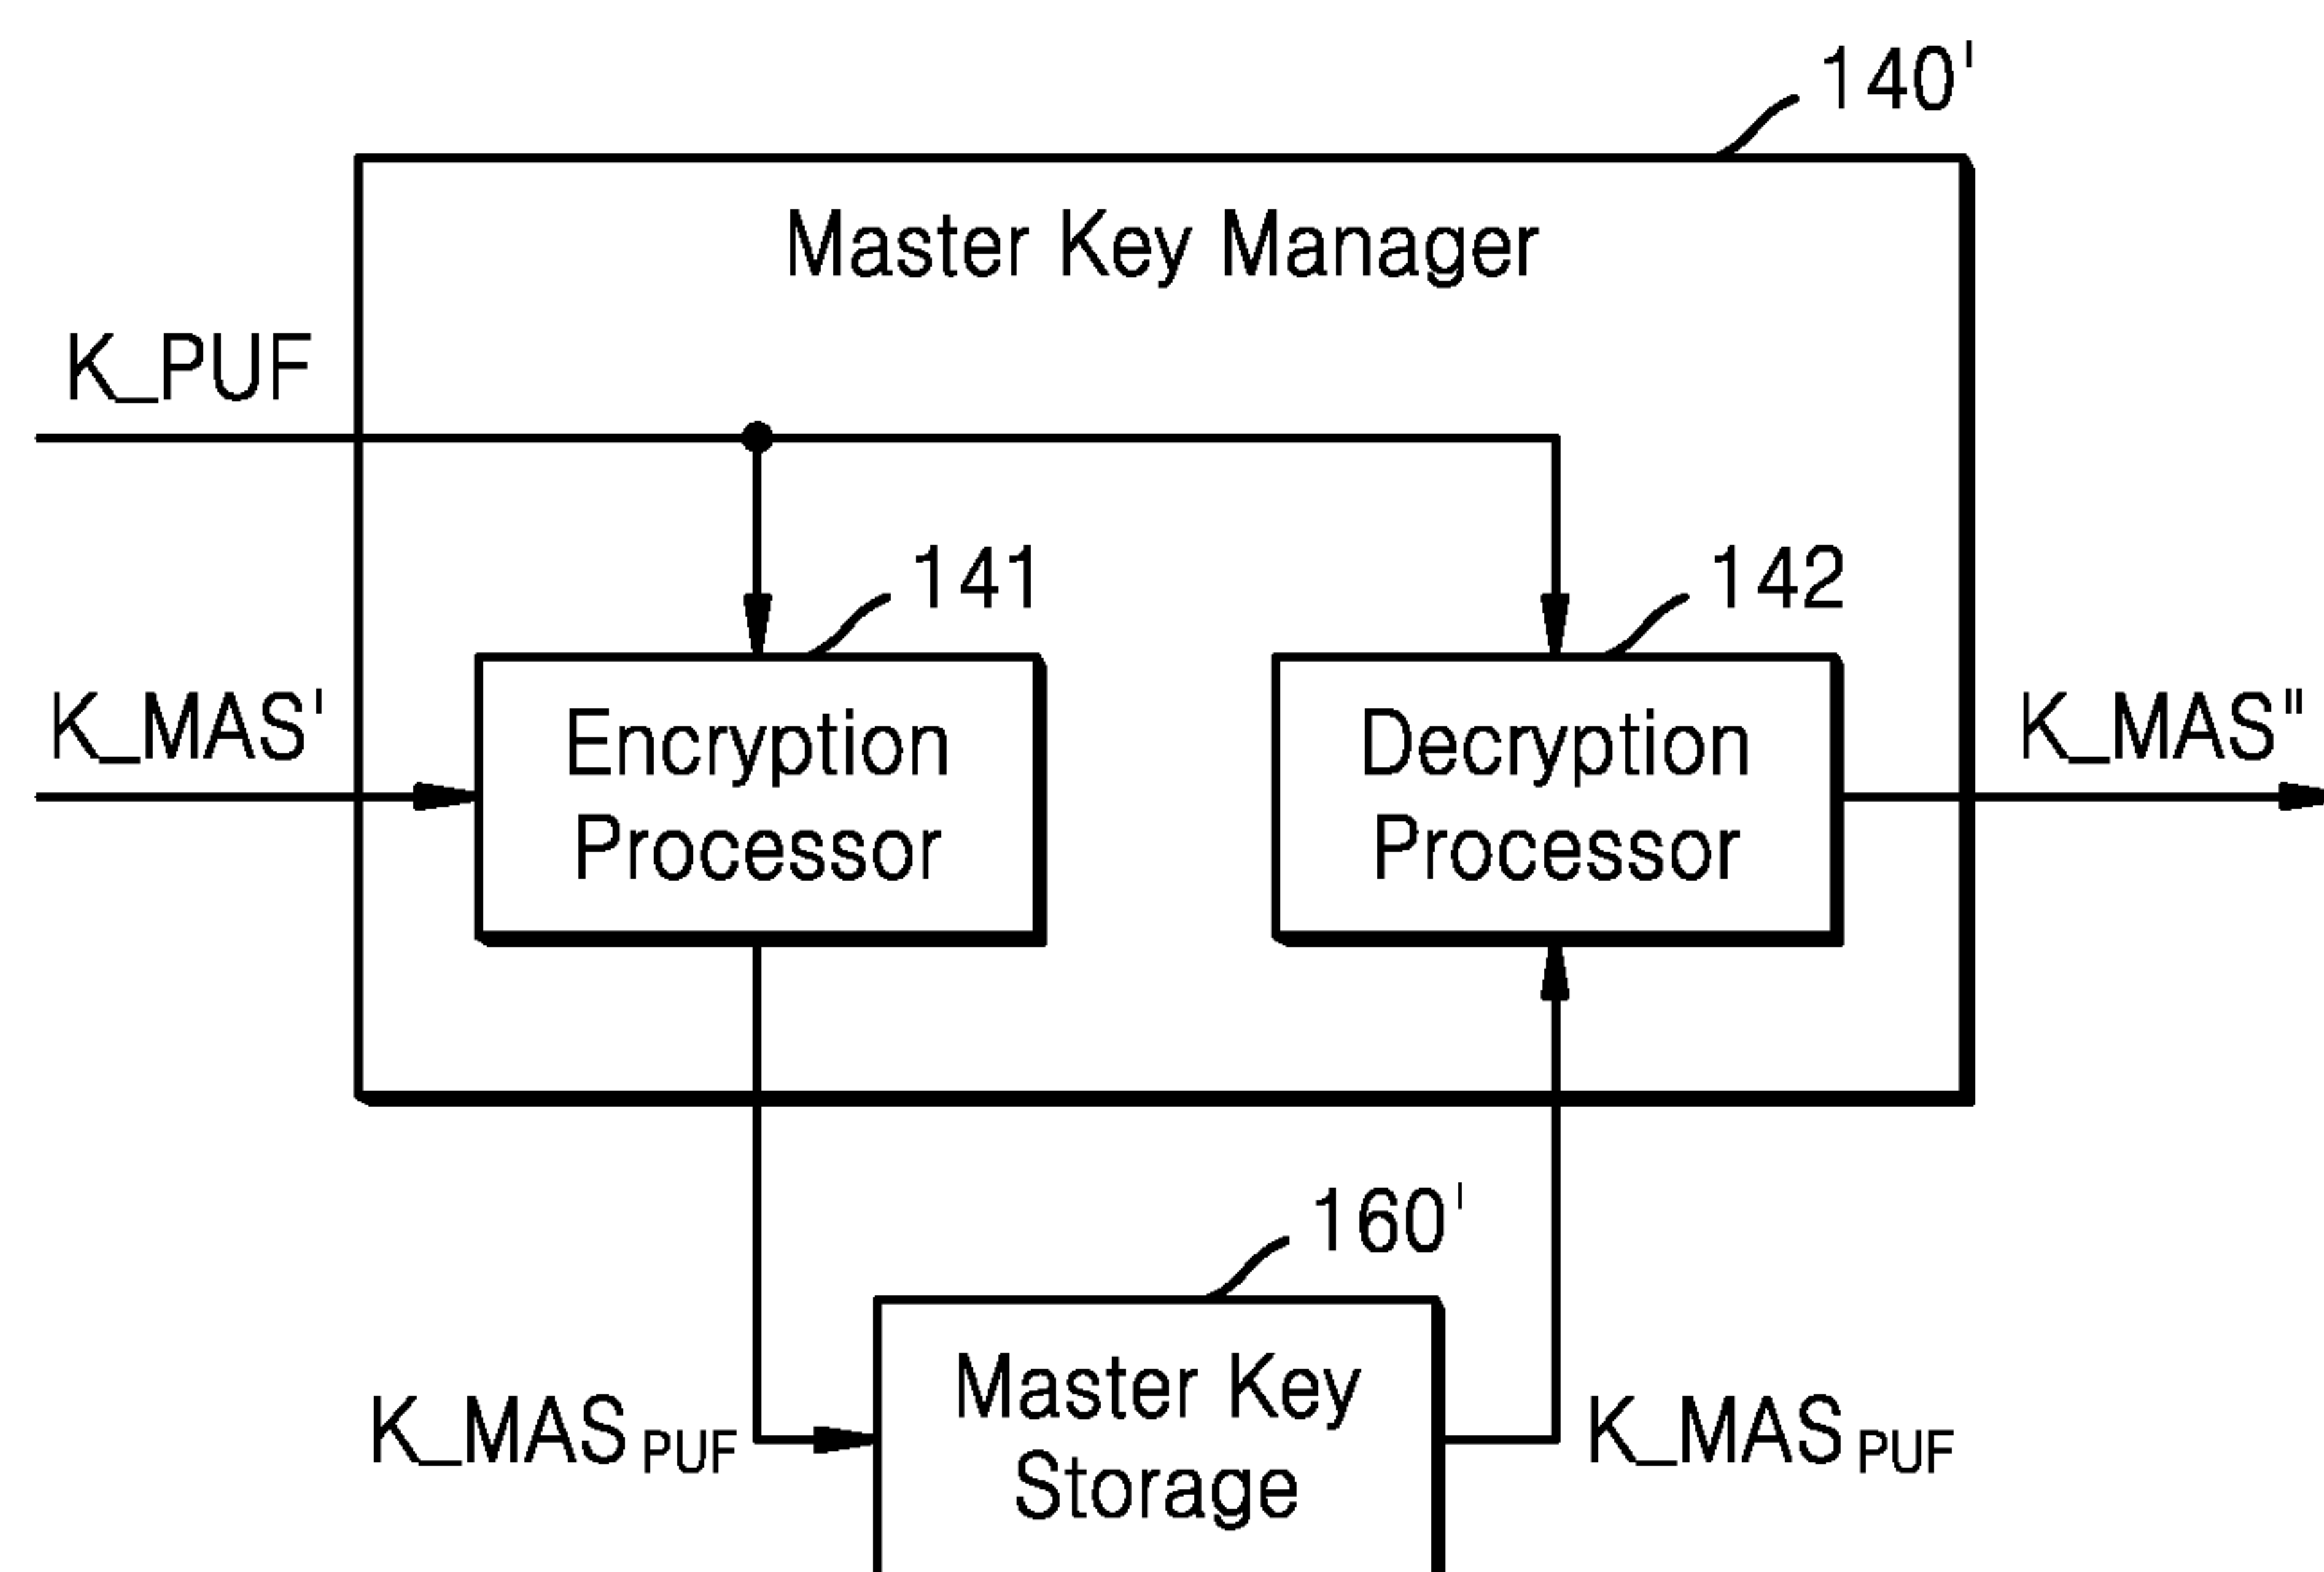 140'
Master Key Manager
K_PUF
141
142
K_MAS'
Encryption
Processor
Decryption
Processor
K_MAS"
160'
K_MAS PUF
Master Key
Storage
K_MAS PUF